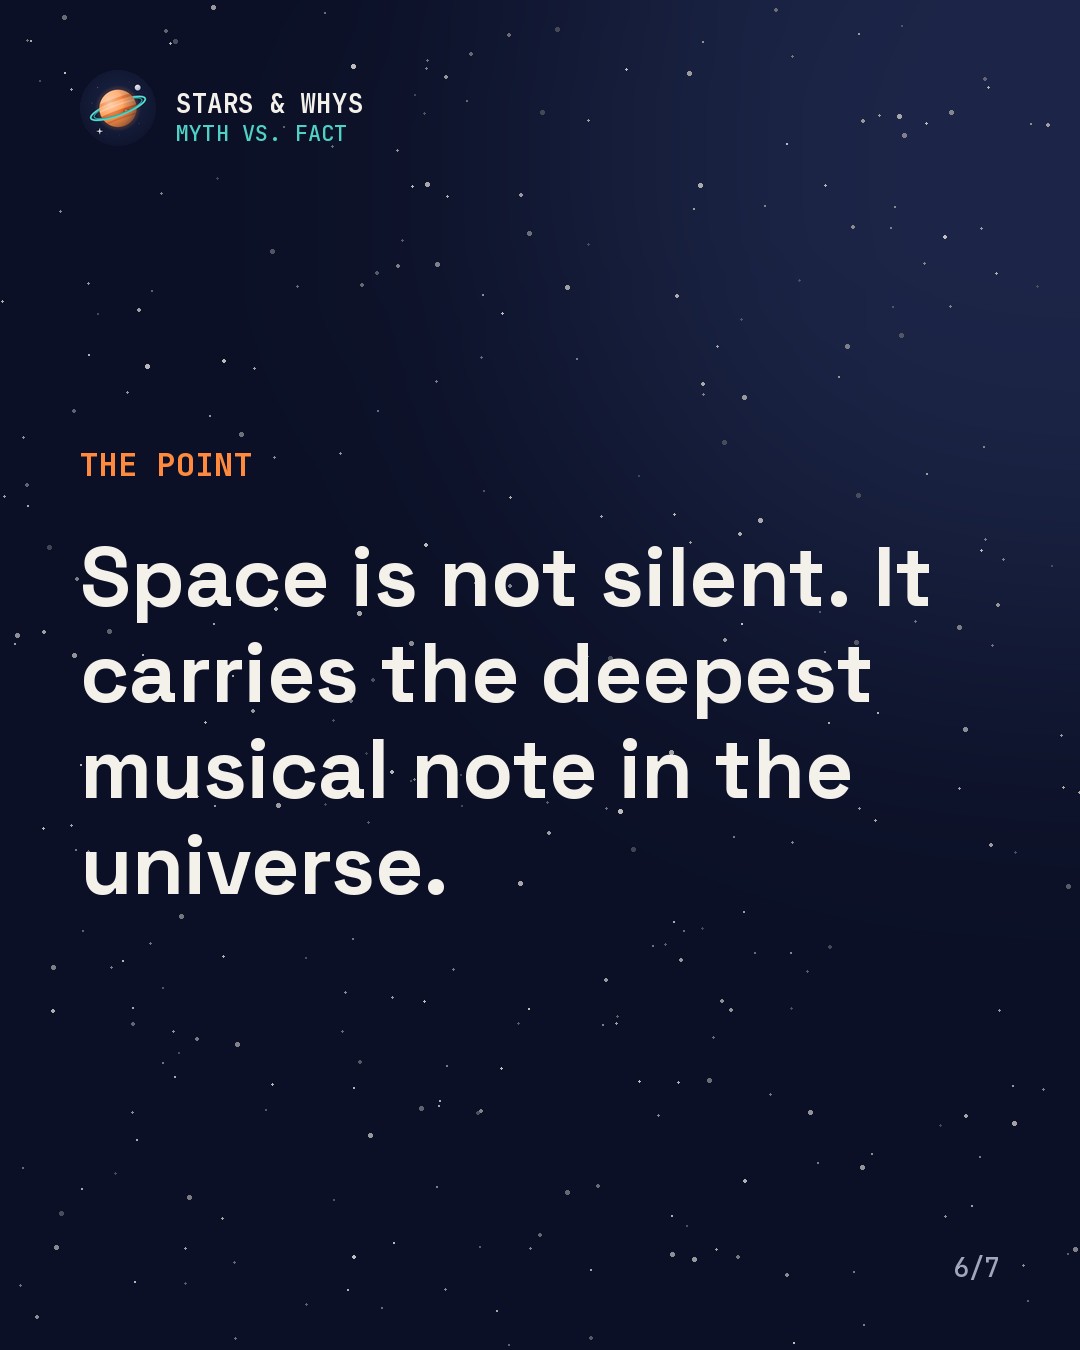 STARS & WHYS
MYTH VS. FACT
THE POINT
Space is not silent. It
carries the deepest
musical note in the
universe.
6/7